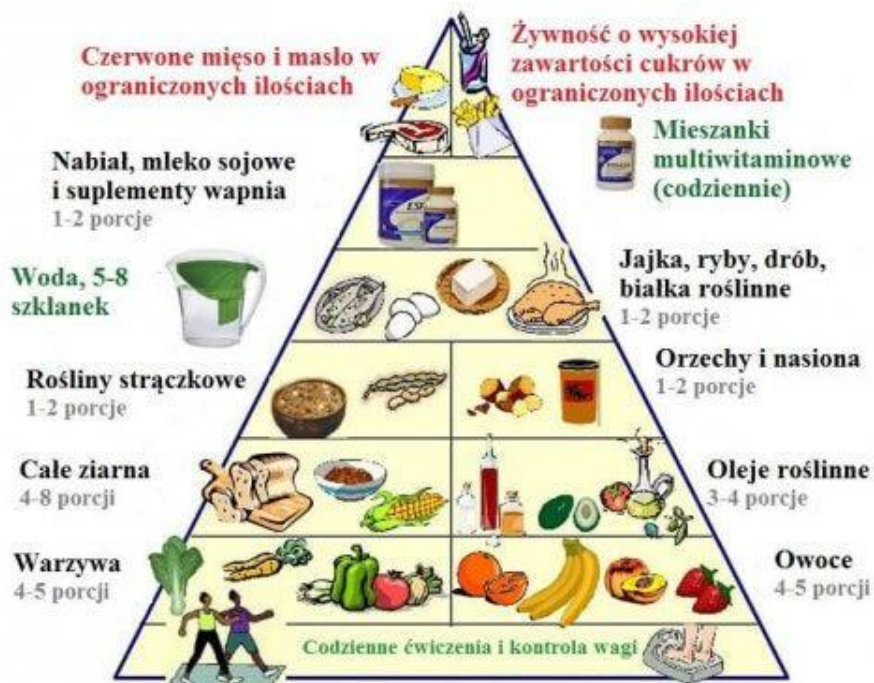 Czerwone mięso i masło w
ograniczonych ilościach
Żywność o wysokiej
zawartości cukrów w
ograniczonych ilościach
Mieszanki
multiwitaminowe
(codziennie)
Nabiał, mleko sojowe
i suplementy wapnia
1-2 porcje
Woda, 5-8
szklanek
Jajka, ryby, drób,
białka roślinne
1-2 porcje
Rośliny strączkowe
1-2 porcje
Orzechy i nasiona
1-2 porcje
Całe ziarna
4-8 porcji
Oleje roślinne
3-4 porcje
Warzywa
4-5 porcji
Owoce
4-5 porcji
Codzienne ćwiczenia i kontrola wagi